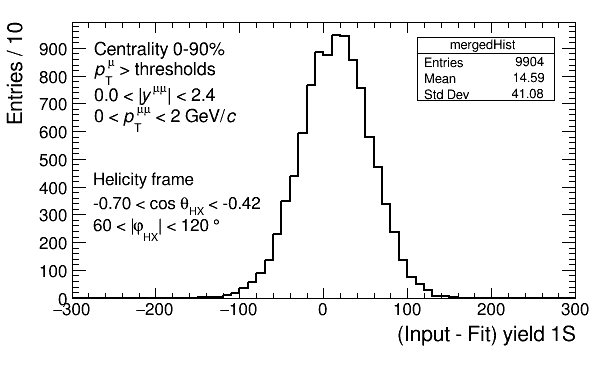 Entries / 10
900
800
700
600
500
400
300
200
100
0
Centrality 0-90%
p_T^μ > thresholds
0.0 < |y^μμ| < 2.4
0 < p_T^μμ < 2 GeV/c
Helicity frame
-0.70 < cos θ_HX < -0.42
60 < |φ_HX| < 120 °
mergedHist
Entries 9904
Mean 14.59
Std Dev 41.08
−300 −200 −100 0 100 200 300
(Input - Fit) yield 1S